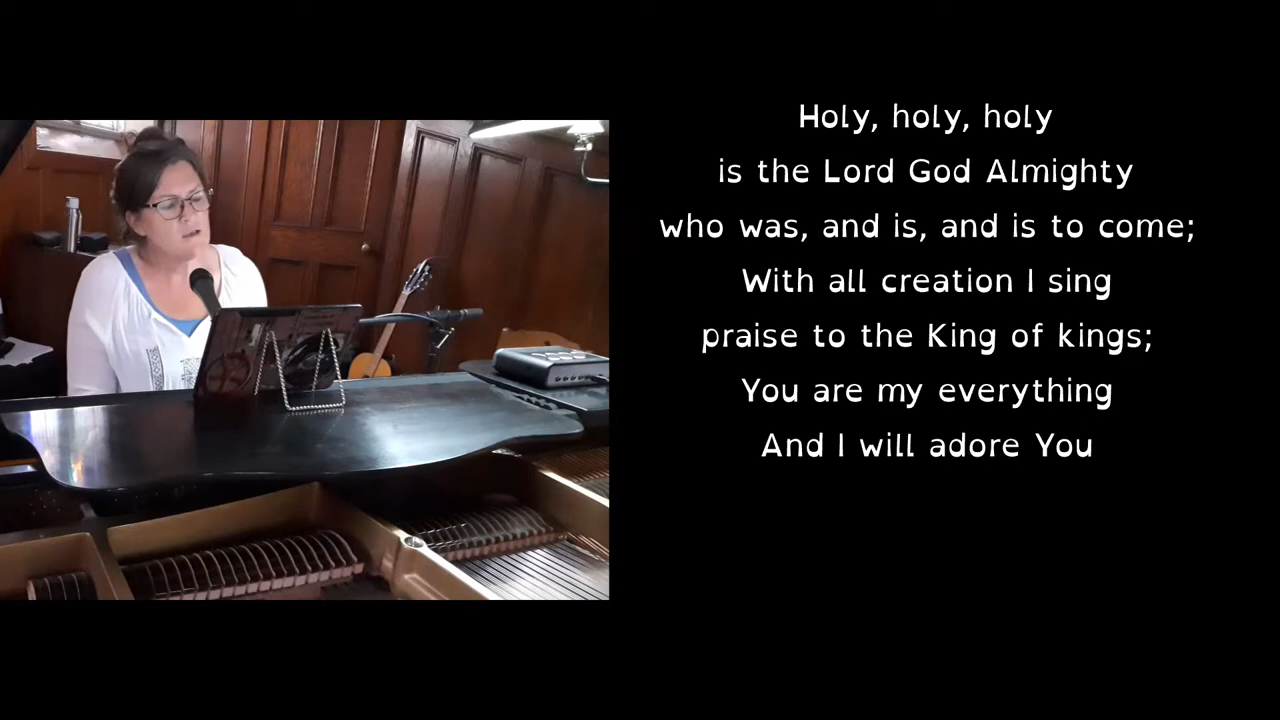 Holy, holy, holy
is the Lord God Almighty
who was, and is, and is to come;
With all creation I sing
praise to the King of kings;
You are my everything
And I will adore You